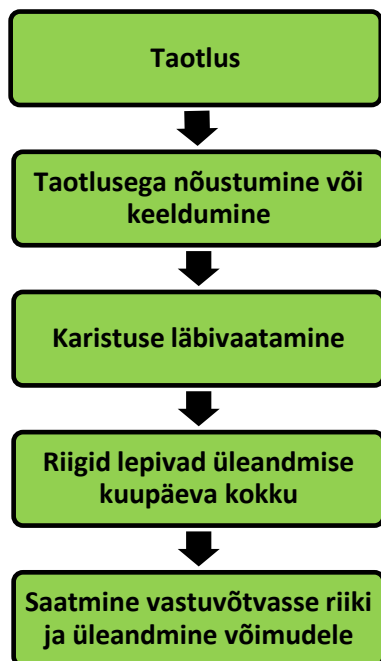 Taotlus
Taotlusega nõustumine või
keeldumine
Karistuse läbivaatamine
Riigid lepivad üleandmise
kuupäeva kokku
Saatmine vastuvõtvasse riiki
ja üleandmine võimudele